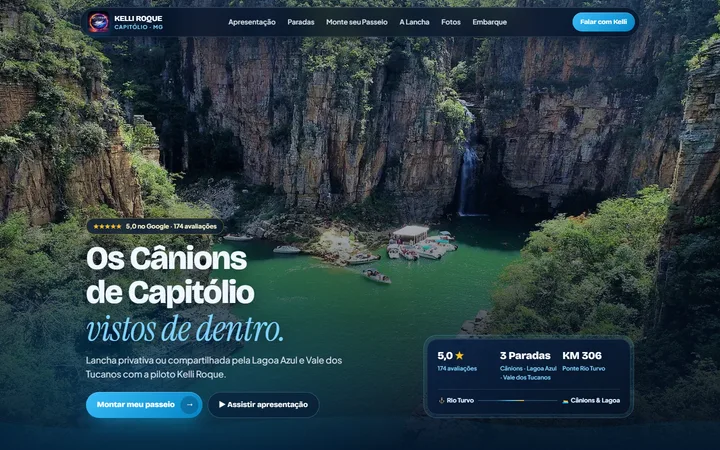 KELLI ROQUE
CAPITÓLIO · MG
Apresentação Paradas Monte seu Passeio A Lancha Fotos Embarque
Falar com Kelli
★★★★★ 5,0 no Google · 174 avaliações
Os Cânions
de Capitólio
vistos de dentro.
Lancha privativa ou compartilhada pela Lagoa Azul e Vale dos
Tucanos com a piloto Kelli Roque.
Montar meu passeio →
▶ Assistir apresentação
5,0 ★ 3 Paradas KM 306
174 avaliações Cânions · Lagoa Azul Ponte Rio Turvo
· Vale dos Tucanos
Rio Turvo Cânions & Lagoa